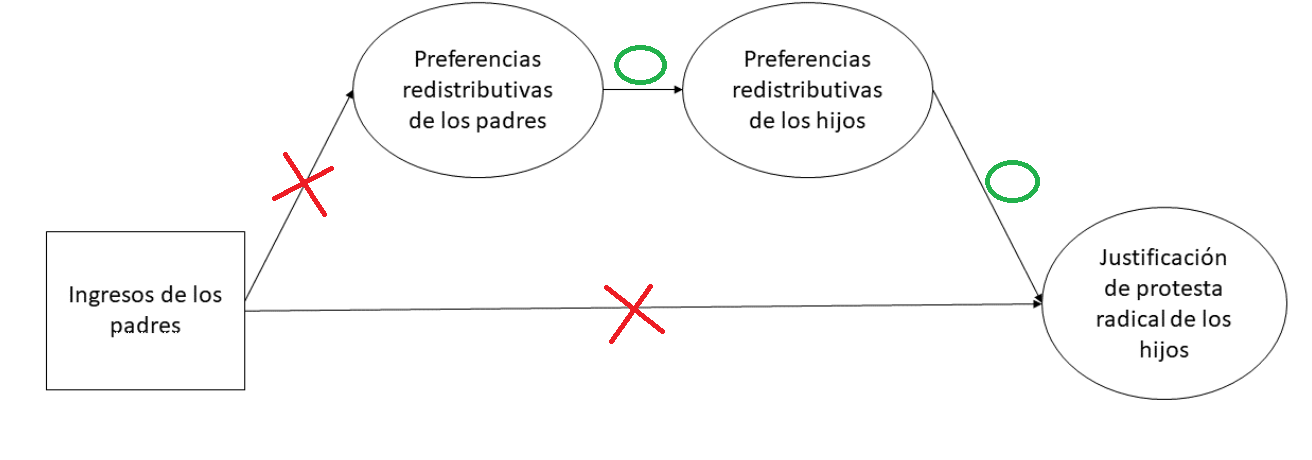 Preferencias
redistributivas
de los padres
Preferencias
redistributivas
de los hijos
Ingresos de los
padres
Justificación
de protesta
radical de los
hijos